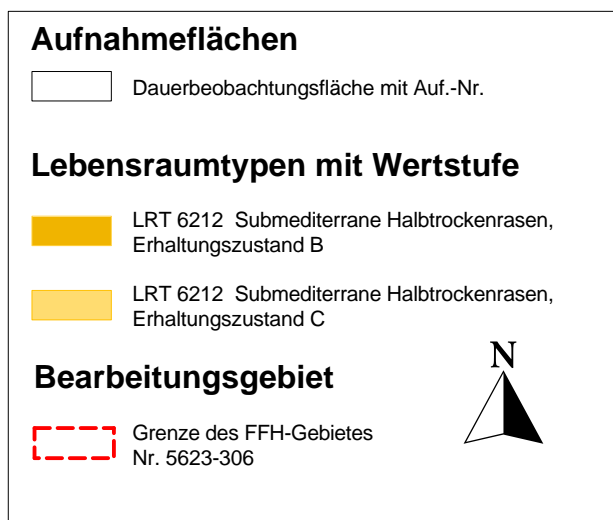 Aufnahmeflächen
Dauerbeobachtungsfläche mit Auf.-Nr.
Lebensraumtypen mit Wertstufe
LRT 6212 Submediterrane Halbtrockenrasen,
Erhaltungszustand B
LRT 6212 Submediterrane Halbtrockenrasen,
Erhaltungszustand C
N
Bearbeitungsgebiet
Grenze des FFH-Gebietes
Nr. 5623-306